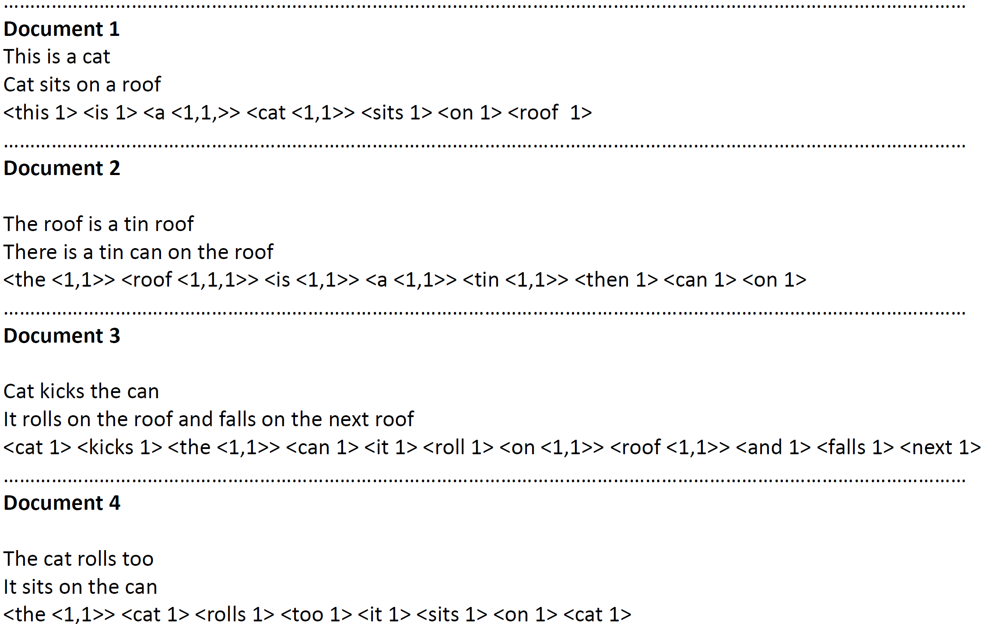 Document 1
This is a cat
Cat sits on a roof
<this 1> <is 1> <a <1,1,>> <cat <1,1>> <sits 1> <on 1> <roof  1>
Document 2
The roof is a tin roof
There is a tin can on the roof
<the <1,1>> <roof <1,1,1>> <is <1,1>> <a <1,1>> <tin <1,1>> <then 1> <can 1> <on 1>
Document 3
Cat kicks the can
It rolls on the roof and falls on the next roof
<cat 1> <kicks 1> <the <1,1>> <can 1> <it 1> <roll 1> <on <1,1>> <roof <1,1>> <and 1> <falls 1> <next 1>
Document 4
The cat rolls too
It sits on the can
<the <1,1>> <cat 1> <rolls 1> <too 1> <it 1> <sits 1> <on 1> <cat 1>